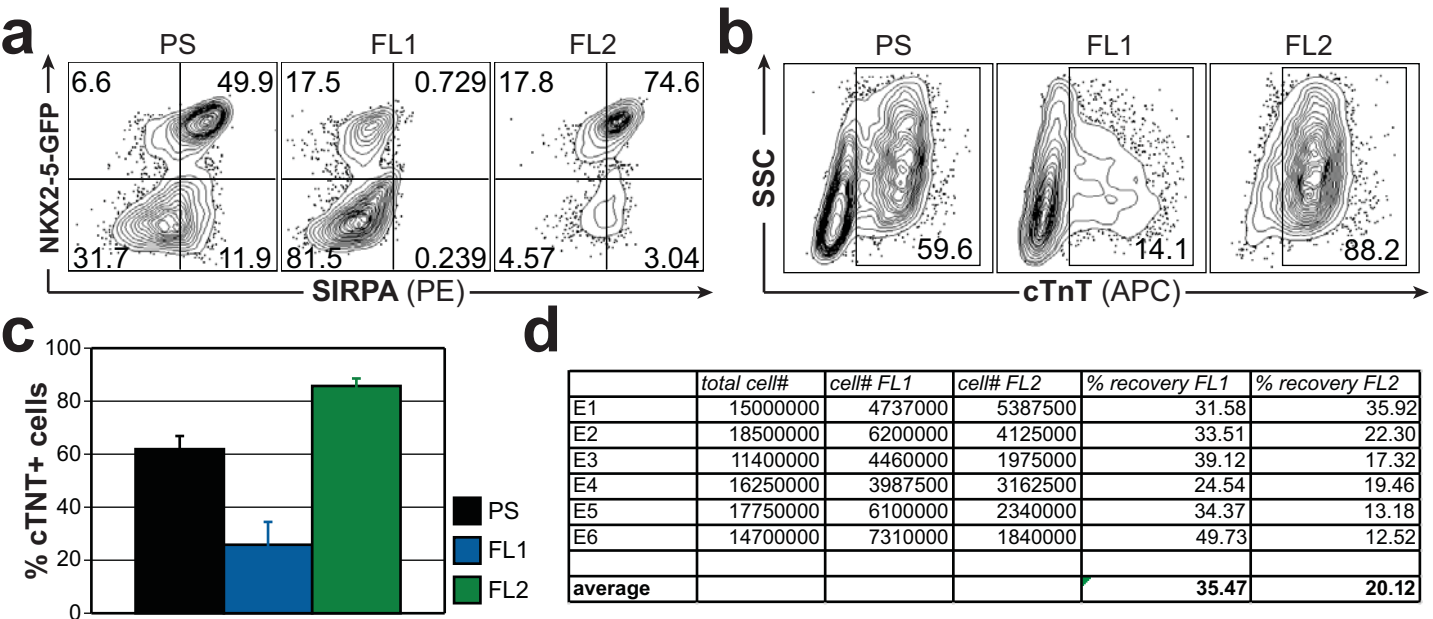 a
PS FL1 FL2
NKX2-5-GFP
6.6 49.9 17.5 0.729 17.8 74.6
31.7 11.9 81.5 0.239 4.57 3.04
SIRPA (PE)
b
PS FL1 FL2
SSC
59.6 14.1 88.2
cTnT (APC)
c
% cTNT+ cells
100
80
60
40
20
0
PS
FL1
FL2
d
total cell# cell# FL1 cell# FL2 % recovery FL1 % recovery FL2
E1 15000000 4737000 5387500 31.58 35.92
E2 18500000 6200000 4125000 33.51 22.30
E3 11400000 4460000 1975000 39.12 17.32
E4 16250000 3987500 3162500 24.54 19.46
E5 17750000 6100000 2340000 34.37 13.18
E6 14700000 7310000 1840000 49.73 12.52
average 35.47 20.12